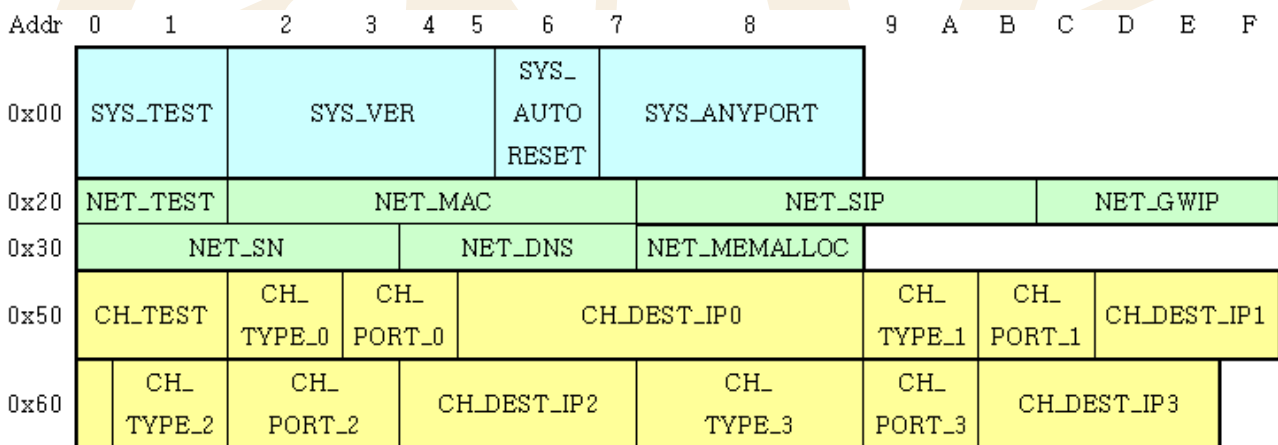 Addr 0 1 2 3 4 5 6 7 8 9 A B C D E F
SYS_
0x00 SYS_TEST SYS_VER AUTO SYS_ANYPORT
RESET
0x20 NET_TEST NET_MAC NET_SIP NET_GWIP
0x30 NET_SN NET_DNS NET_MEMALLOC
CH_ CH_ CH_ CH_
0x50 CH_TEST CH_DEST_IP0 CH_DEST_IP1
TYPE_0 PORT_0 TYPE_1 PORT_1
CH_ CH_ CH_ CH_
0x60 CH_DEST_IP2 CH_DEST_IP3
TYPE_2 PORT_2 TYPE_3 PORT_3